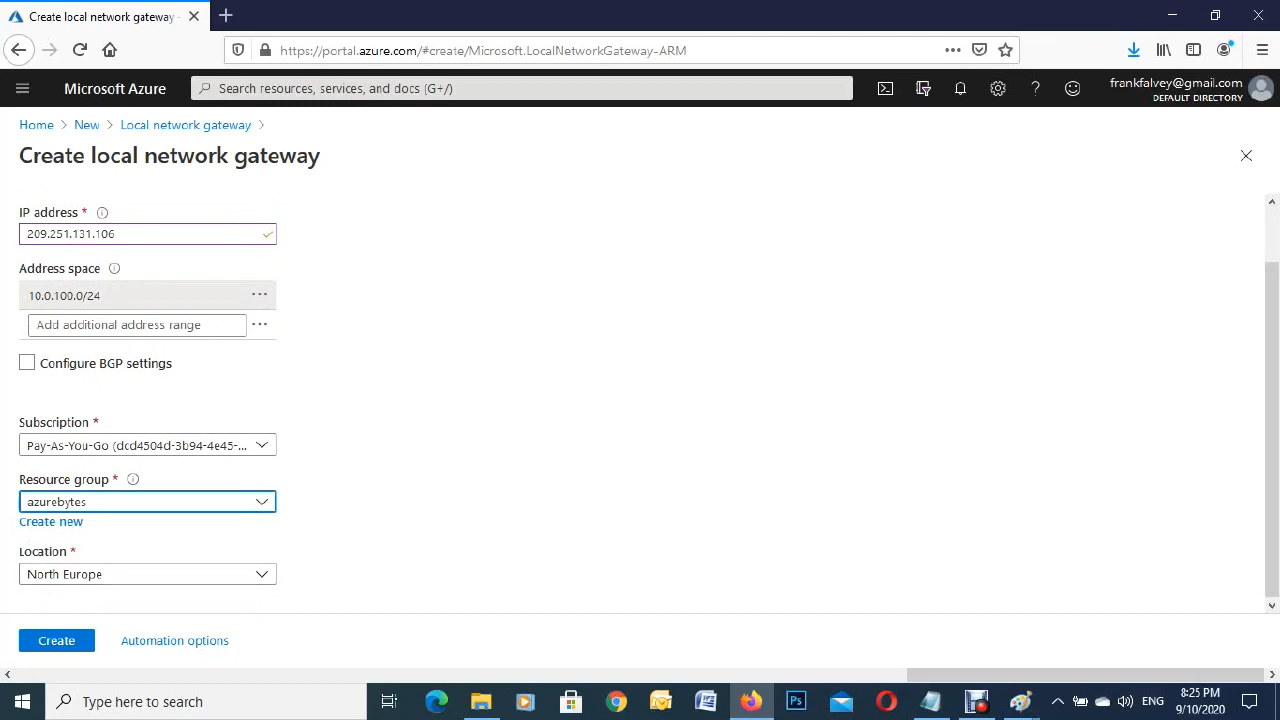 Create local network gateway -
https://portal.azure.com/#create/Microsoft.LocalNetworkGateway-ARM
Microsoft Azure
Search resources, services, and docs (G+/)
frankfalvey@gmail.com
DEFAULT DIRECTORY
Home > New > Local network gateway >
Create local network gateway
IP address *
209.251.131.106
Address space
10.0.100.0/24
Add additional address range
Configure BGP settings
Subscription *
Pay-As-You-Go (dcd4504d-3b94-4e45-...
Resource group *
azurebytes
Create new
Location *
North Europe
Create
Automation options
Type here to search
ENG
8:25 PM
9/10/2020